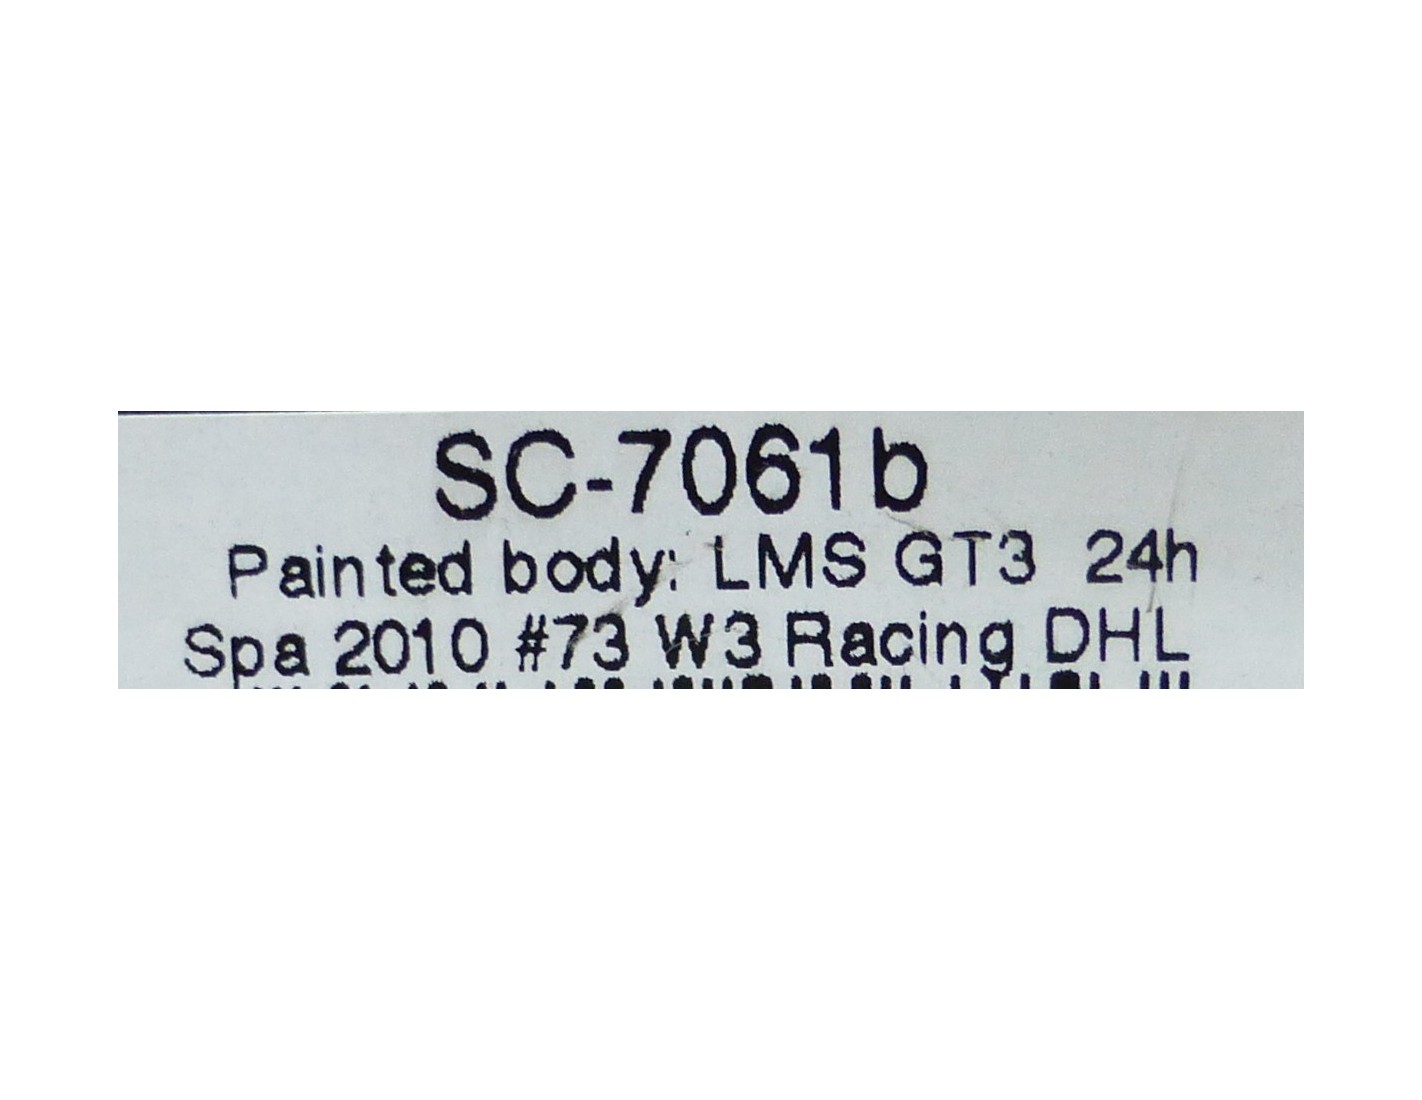 SC-7061b
Painted body: LMS GT3 24h
Spa 2010 #73 W3 Racing DHL